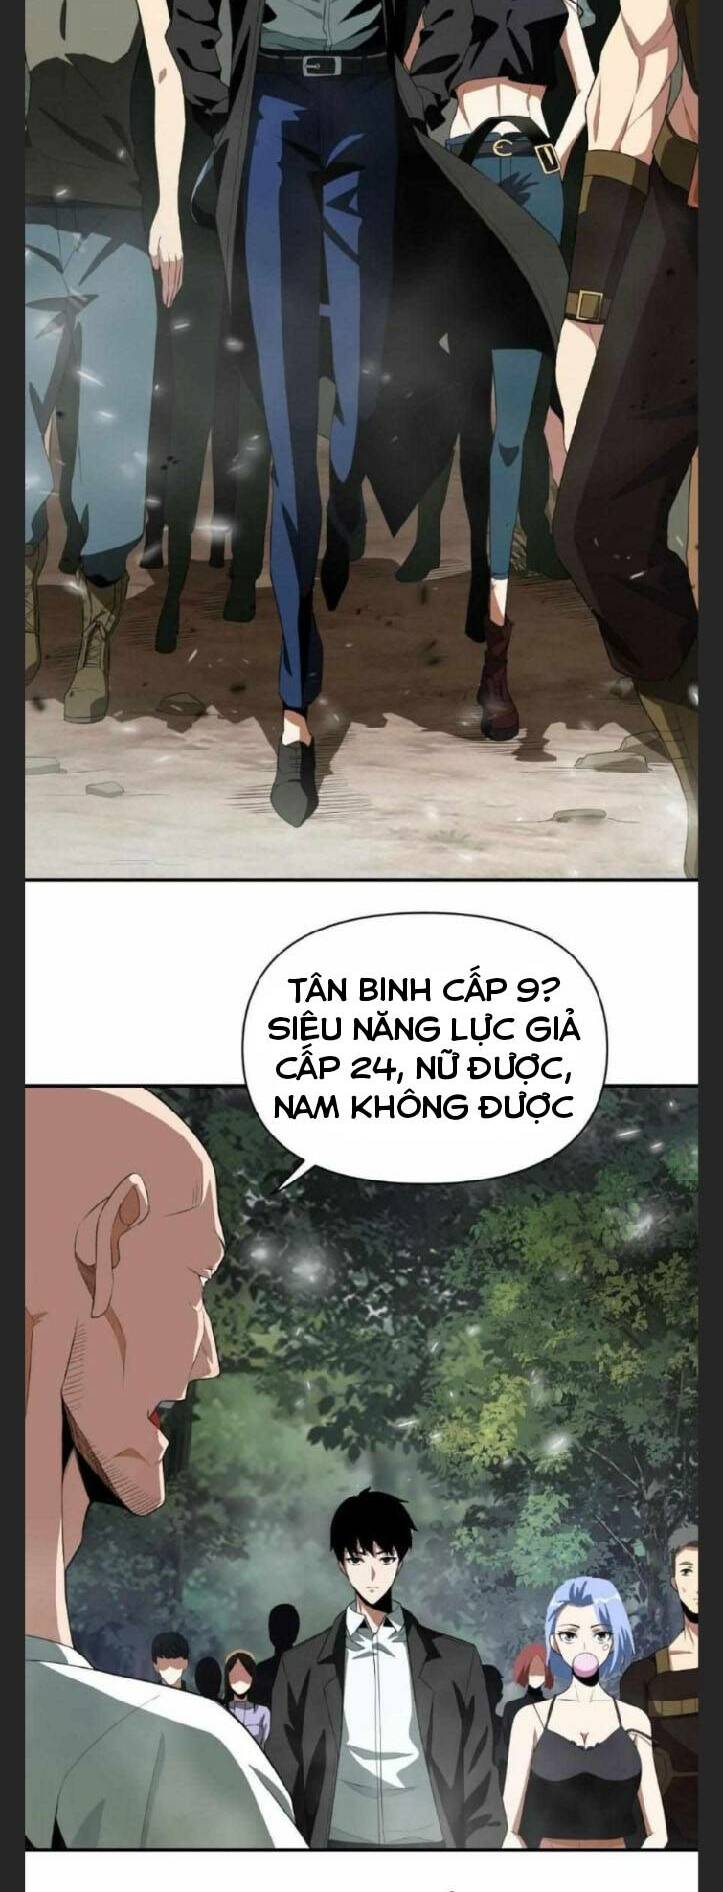 TÂN BINH CẤP 9?
SIÊU NĂNG LỰC GIẢ
CẤP 24, NỮ ĐƯỢC,
NAM KHÔNG ĐƯỢC